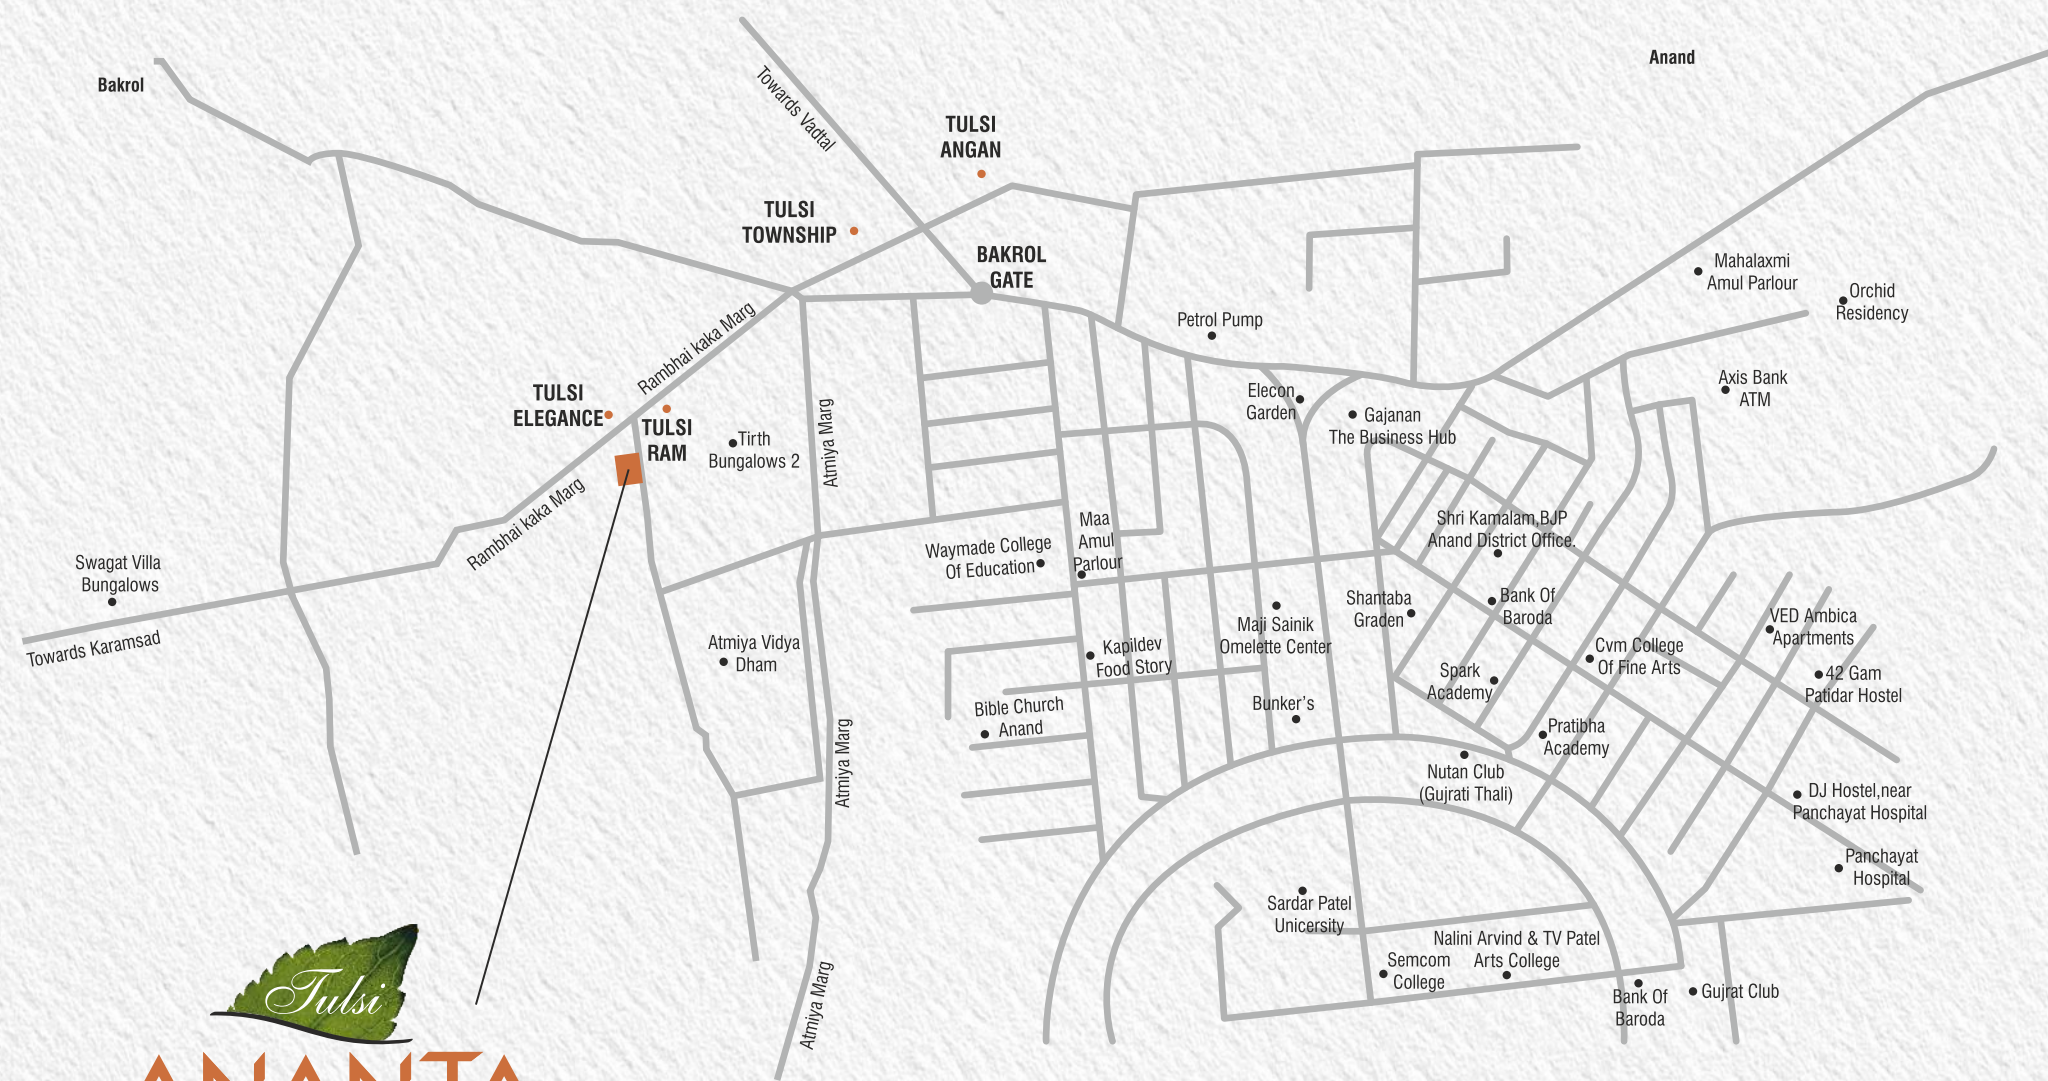 Bakrol
Anand
Towards Vadtal
TULSI
ANGAN
TULSI
TOWNSHIP
BAKROL
GATE
Mahalaxmi
Amul Parlour
Orchid
Residency
Petrol Pump
Rambhai kaka Marg
Axis Bank
ATM
Elecon
Garden
Gajanan
The Business Hub
TULSI
ELEGANCE
TULSI
RAM
Tirth
Bungalows 2
Atmiya Marg
Rambhai kaka Marg
Maa
Amul
Parlour
Shri Kamalam,BJP
Anand District Office.
Waymade College
Of Education
Swagat Villa
Bungalows
Towards Karamsad
Shantaba
Graden
Bank Of
Baroda
Maji Sainik
Omelette Center
VED Ambica
Apartments
Atmiya Vidya
Dham
Kapildev
Food Story
Cvm College
Of Fine Arts
Spark
Academy
42 Gam
Patidar Hostel
Bible Church
Anand
Bunker's
Pratibha
Academy
Atmiya Marg
Nutan Club
(Gujrati Thali)
DJ Hostel,near
Panchayat Hospital
Panchayat
Hospital
Sardar Patel
Unicersity
Nalini Arvind & TV Patel
Arts College
Semcom
College
Bank Of
Baroda
Gujrat Club
Atmiya Marg
Tulsi
ANANTA